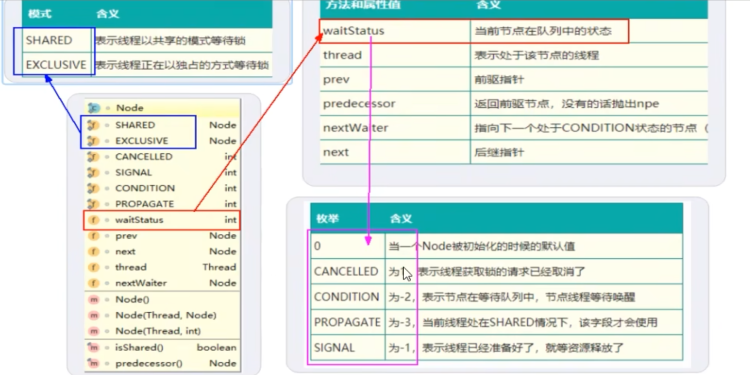 模式 含义
SHARED 表示线程以共享的模式等待锁
EXCLUSIVE 表示线程正在以独占的方式等待锁
方法和属性值 含义
waitStatus 当前节点在队列中的状态
thread 表示处于该节点的线程
prev 前驱指针
predecessor 返回前驱节点，没有的话抛出npe
nextWaiter 指向下一个处于CONDITION状态的节点（
next 后继指针
Node
SHARED Node
EXCLUSIVE Node
CANCELLED int
SIGNAL int
CONDITION int
PROPAGATE int
waitStatus int
prev Node
next Node
thread Thread
nextWaiter Node
Node()
Node(Thread, Node)
Node(Thread, int)
isShared() boolean
predecessor() Node
枚举 含义
0 当一个Node被初始化的时候的默认值
CANCELLED 为 表示线程获取锁的请求已经取消了
CONDITION 为-2，表示节点在等待队列中，节点线程等待唤醒
PROPAGATE 为-3，当前线程处在SHARED情况下，该字段才会使用
SIGNAL 为-1，表示线程已经准备好了，就等资源释放了